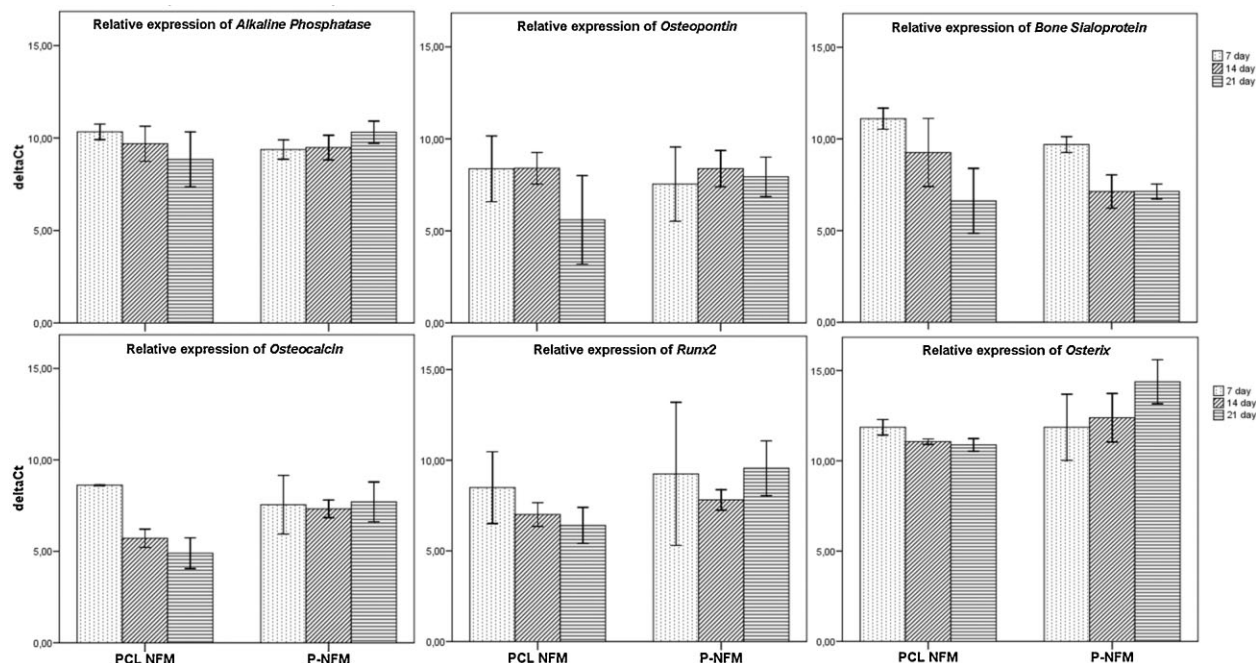 Relative expression of Alkaline Phosphatase
Relative expression of Osteopontin
Relative expression of Bone Sialoprotein
15,00
10,00
5,00
0,00
deltaCt
15,00
10,00
5,00
0,00
15,00
10,00
5,00
0,00
7 day
14 day
21 day
Relative expression of Osteocalcin
Relative expression of Runx2
Relative expression of Osterix
15,00
10,00
5,00
0,00
deltaCt
15,00
10,00
5,00
0,00
15,00
10,00
5,00
0,00
7 day
14 day
21 day
PCL NFM
P-NFM
PCL NFM
P-NFM
PCL NFM
P-NFM